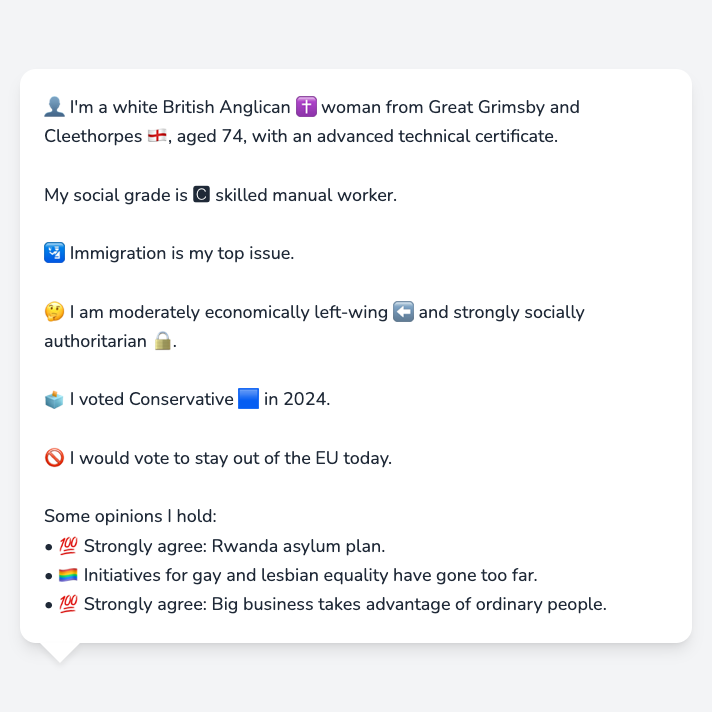 👤 I'm a white British Anglican ✝️ woman from Great Grimsby and
Cleethorpes 🏴󠁧󠁢󠁥󠁮󠁧󠁿, aged 74, with an advanced technical certificate.
My social grade is 🅲 skilled manual worker.
🛂 Immigration is my top issue.
🤔 I am moderately economically left-wing ⬅️ and strongly socially
authoritarian 🔒.
🗳️ I voted Conservative 🟦 in 2024.
🚫 I would vote to stay out of the EU today.
Some opinions I hold:
• 💯 Strongly agree: Rwanda asylum plan.
• 🏳️‍🌈 Initiatives for gay and lesbian equality have gone too far.
• 💯 Strongly agree: Big business takes advantage of ordinary people.